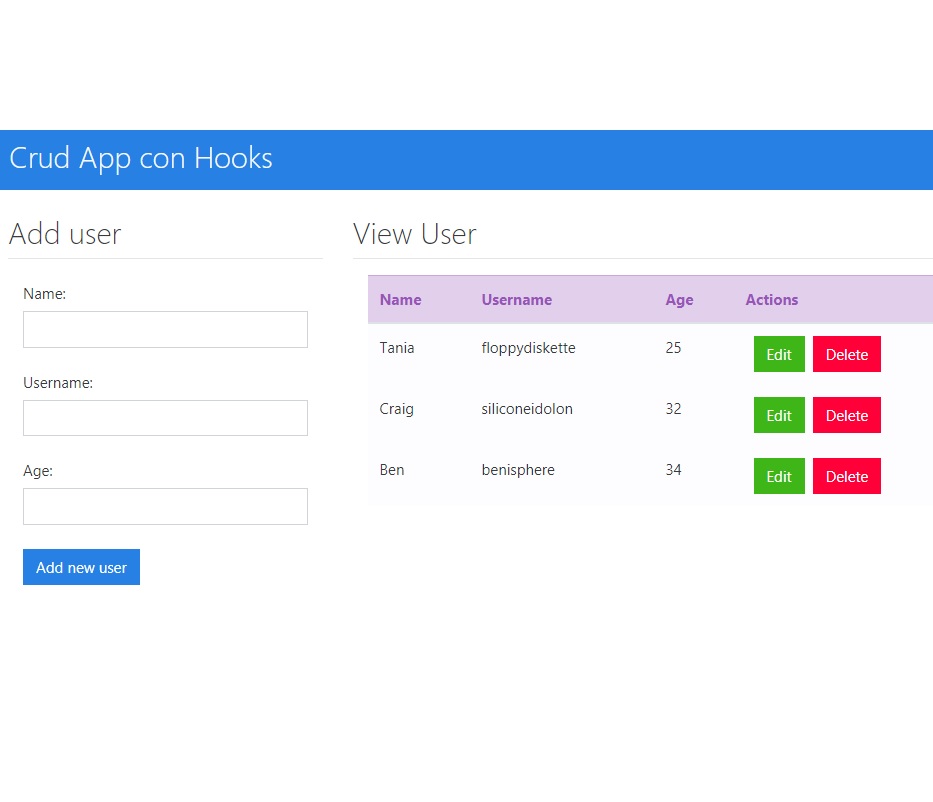 Crud App con Hooks
Add user
Name:
Username:
Age:
Add new user
View User
Name Username Age Actions
Tania floppydiskette 25 Edit Delete
Craig siliconeidolon 32 Edit Delete
Ben benisphere 34 Edit Delete